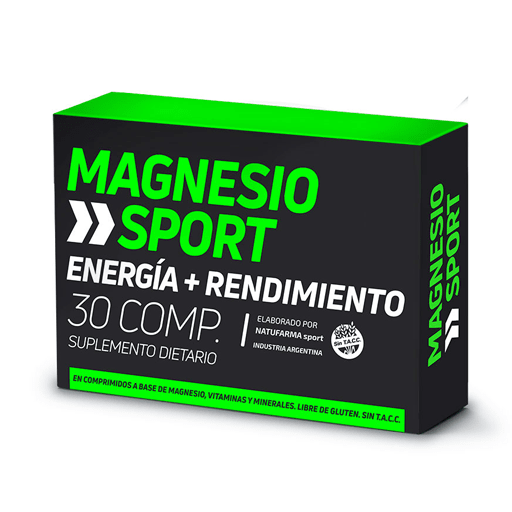 MAGNESIO
SPORT
ENERGÍA + RENDIMIENTO
30 COMP.
SUPLEMENTO DIETARIO
ELABORADO POR
NATUFARMA sport
INDUSTRIA ARGENTINA
Sin T.A.C.C.
EN COMPRIMIDOS A BASE DE MAGNESIO, VITAMINAS Y MINERALES. LIBRE DE GLUTEN. SIN T.A.C.C.
MAGNESIO
SPORT